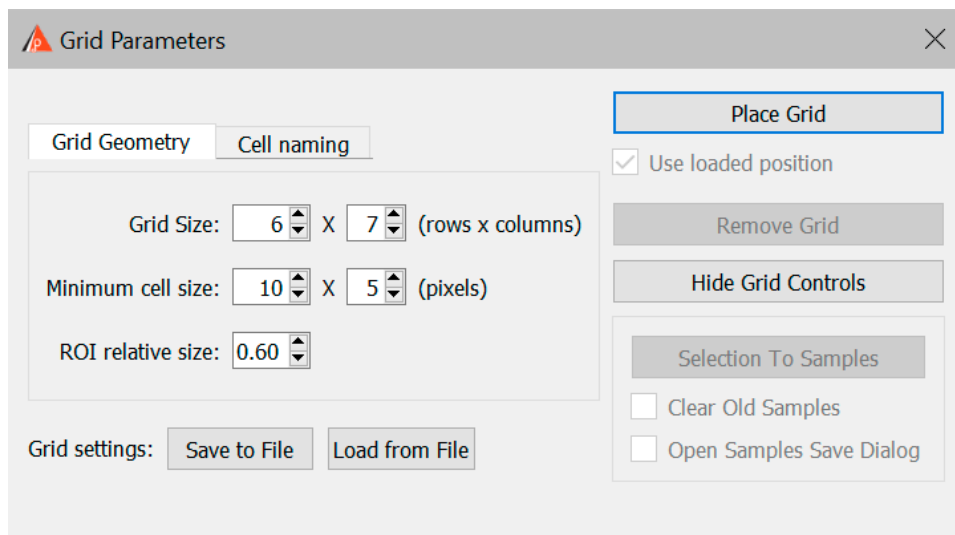 Grid Parameters
Grid Geometry
Cell naming
Grid Size: 6 X 7 (rows x columns)
Minimum cell size: 10 X 5 (pixels)
ROI relative size: 0.60
Grid settings: Save to File Load from File
Place Grid
Use loaded position
Remove Grid
Hide Grid Controls
Selection To Samples
Clear Old Samples
Open Samples Save Dialog